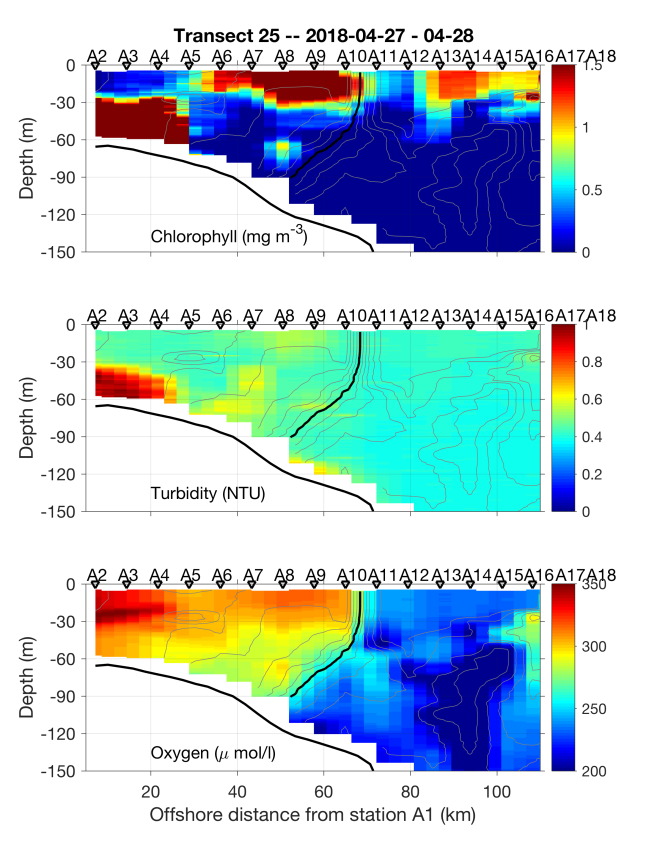 Transect 25 -- 2018-04-27 - 04-28
A2 A3 A4 A5 A6 A7 A8 A9 A10 A11 A12 A13 A14 A15 A16 A17 A18
0
-30
-60
-90
-120
-150
Depth (m)
Chlorophyll (mg m-3)
1.5
1
0.5
0
A2 A3 A4 A5 A6 A7 A8 A9 A10 A11 A12 A13 A14 A15 A16 A17 A18
0
-30
-60
-90
-120
-150
Depth (m)
Turbidity (NTU)
1
0.8
0.6
0.4
0.2
0
A2 A3 A4 A5 A6 A7 A8 A9 A10 A11 A12 A13 A14 A15 A16 A17 A18
0
-30
-60
-90
-120
-150
Depth (m)
Oxygen (μ mol/l)
350
300
250
200
20 40 60 80 100
Offshore distance from station A1 (km)